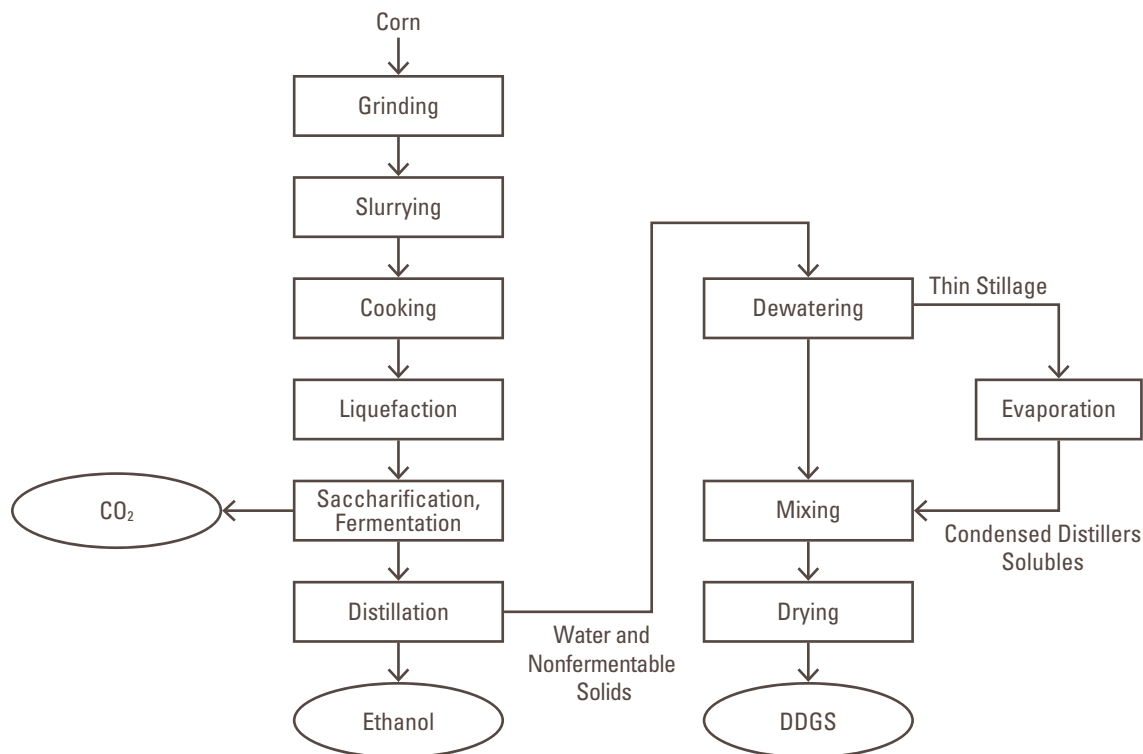 Corn
Grinding
Slurrying
Cooking
Liquefaction
Saccharification,
Fermentation
CO₂
Distillation
Water and
Nonfermentable
Solids
Ethanol
Dewatering
Thin Stillage
Evaporation
Mixing
Condensed Distillers
Solubles
Drying
DDGS